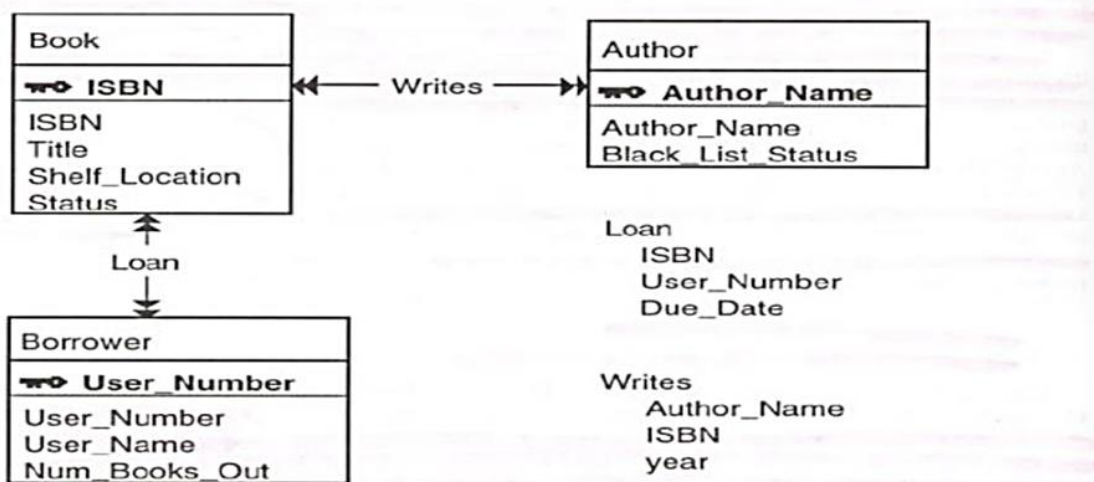 Book
ISBN
ISBN
Title
Shelf_Location
Status
Writes
Author
Author_Name
Author_Name
Black_List_Status
Loan
Borrower
User_Number
User_Number
User_Name
Num_Books_Out
Loan
ISBN
User_Number
Due_Date
Writes
Author_Name
ISBN
year